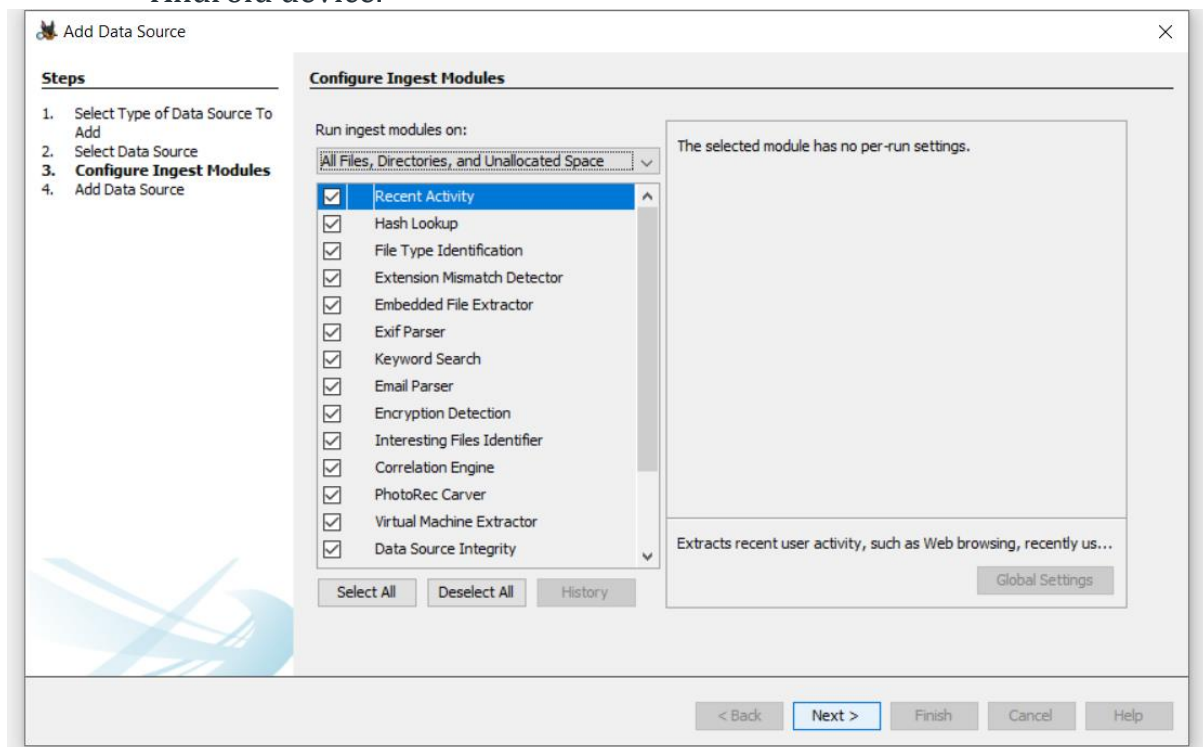 Android device.
Add Data Source
Steps
1. Select Type of Data Source To
Add
2. Select Data Source
3. Configure Ingest Modules
4. Add Data Source
Configure Ingest Modules
Run ingest modules on:
All Files, Directories, and Unallocated Space
Recent Activity
Hash Lookup
File Type Identification
Extension Mismatch Detector
Embedded File Extractor
Exif Parser
Keyword Search
Email Parser
Encryption Detection
Interesting Files Identifier
Correlation Engine
PhotoRec Carver
Virtual Machine Extractor
Data Source Integrity
Select All Deselect All History
The selected module has no per-run settings.
Extracts recent user activity, such as Web browsing, recently us...
Global Settings
< Back Next > Finish Cancel Help